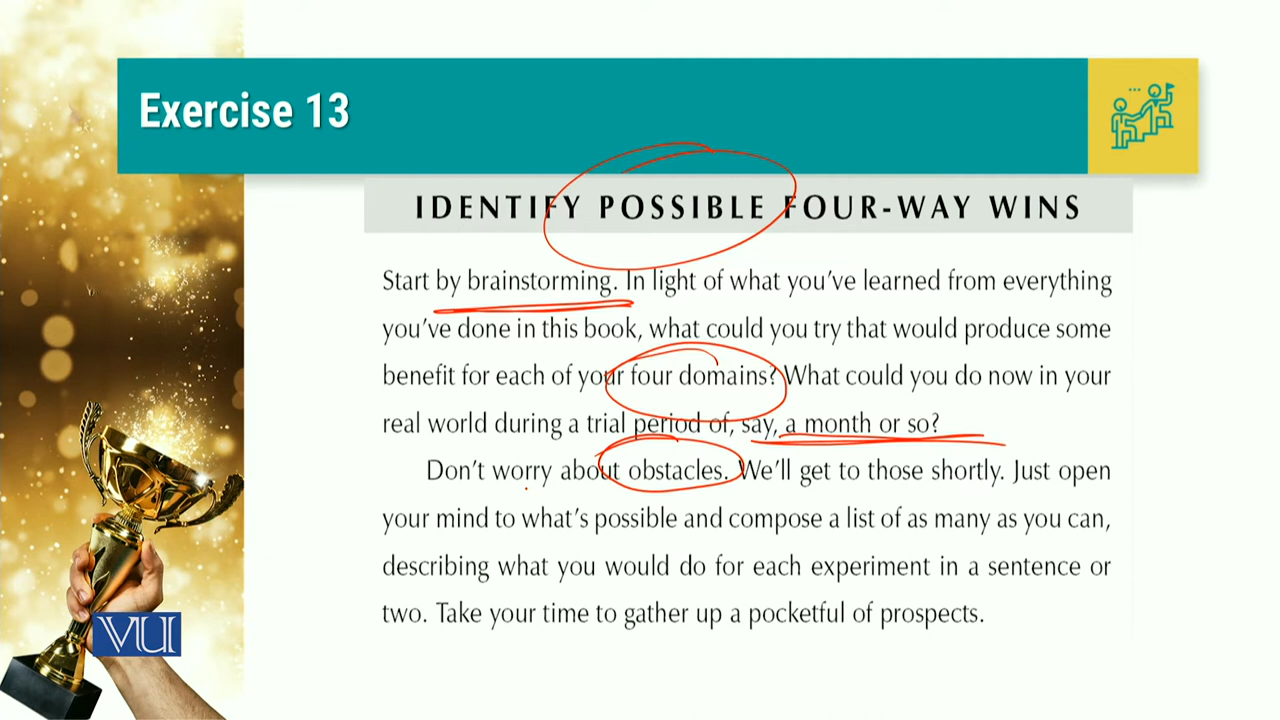 Exercise 13
IDENTIFY POSSIBLE FOUR-WAY WINS
Start by brainstorming. In light of what you've learned from everything
you've done in this book, what could you try that would produce some
benefit for each of your four domains? What could you do now in your
real world during a trial period of, say, a month or so?
Don't worry about obstacles. We'll get to those shortly. Just open
your mind to what's possible and compose a list of as many as you can,
describing what you would do for each experiment in a sentence or
two. Take your time to gather up a pocketful of prospects.
VU